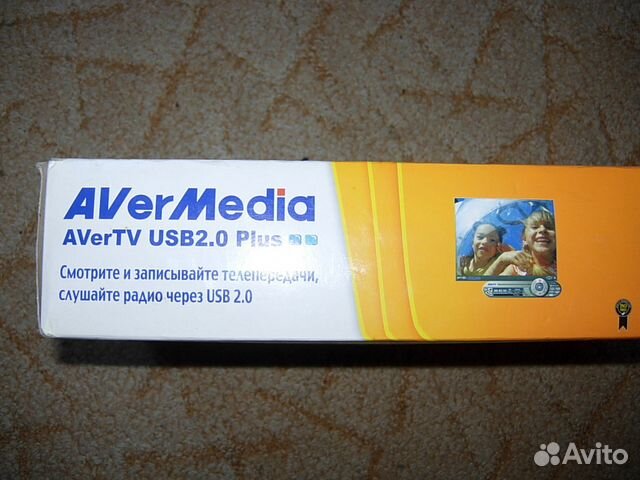 AVerMedia
AVerTV USB2.0 Plus
Смотрите и записывайте телепередачи,
слушайте радио через USB 2.0
Avito